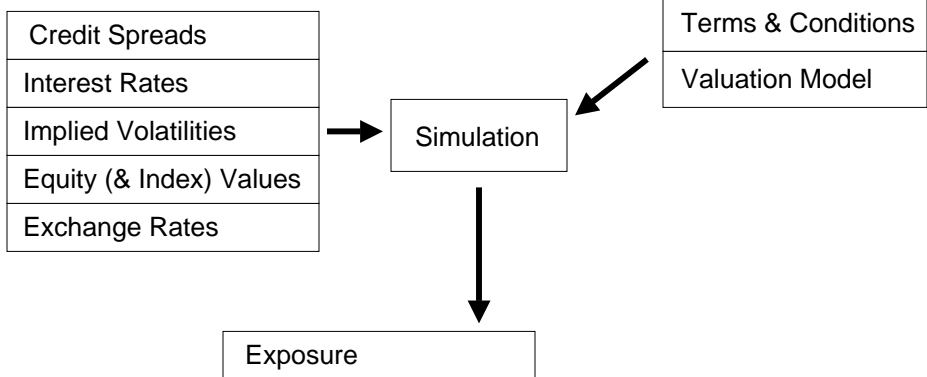 Credit Spreads
Interest Rates
Implied Volatilities
Equity (& Index) Values
Exchange Rates
Simulation
Terms & Conditions
Valuation Model
Exposure